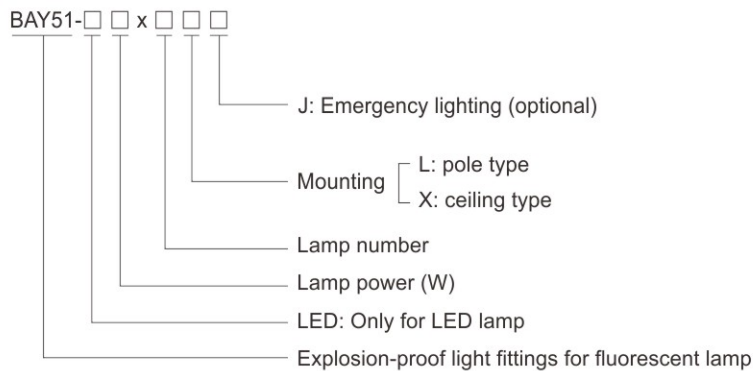 BAY51-□ □ x □ □ □
J: Emergency lighting (optional)
L: pole type
Mounting
X: ceiling type
Lamp number
Lamp power (W)
LED: Only for LED lamp
Explosion-proof light fittings for fluorescent lamp